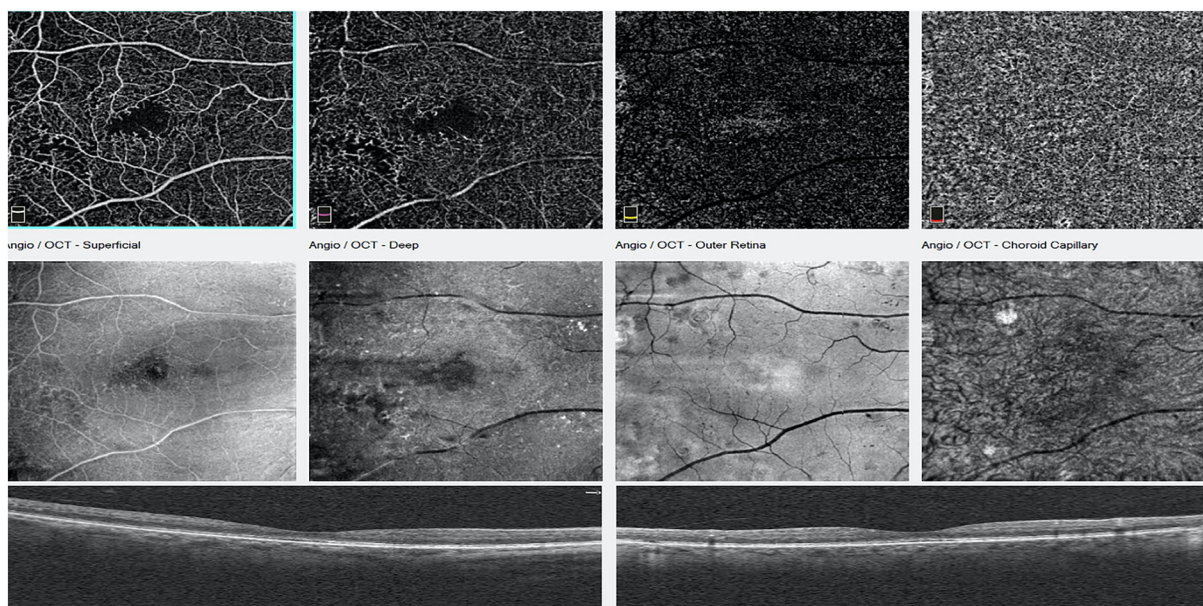 Angio / OCT - Superficial
Angio / OCT - Deep
Angio / OCT - Outer Retina
Angio / OCT - Choroid Capillary